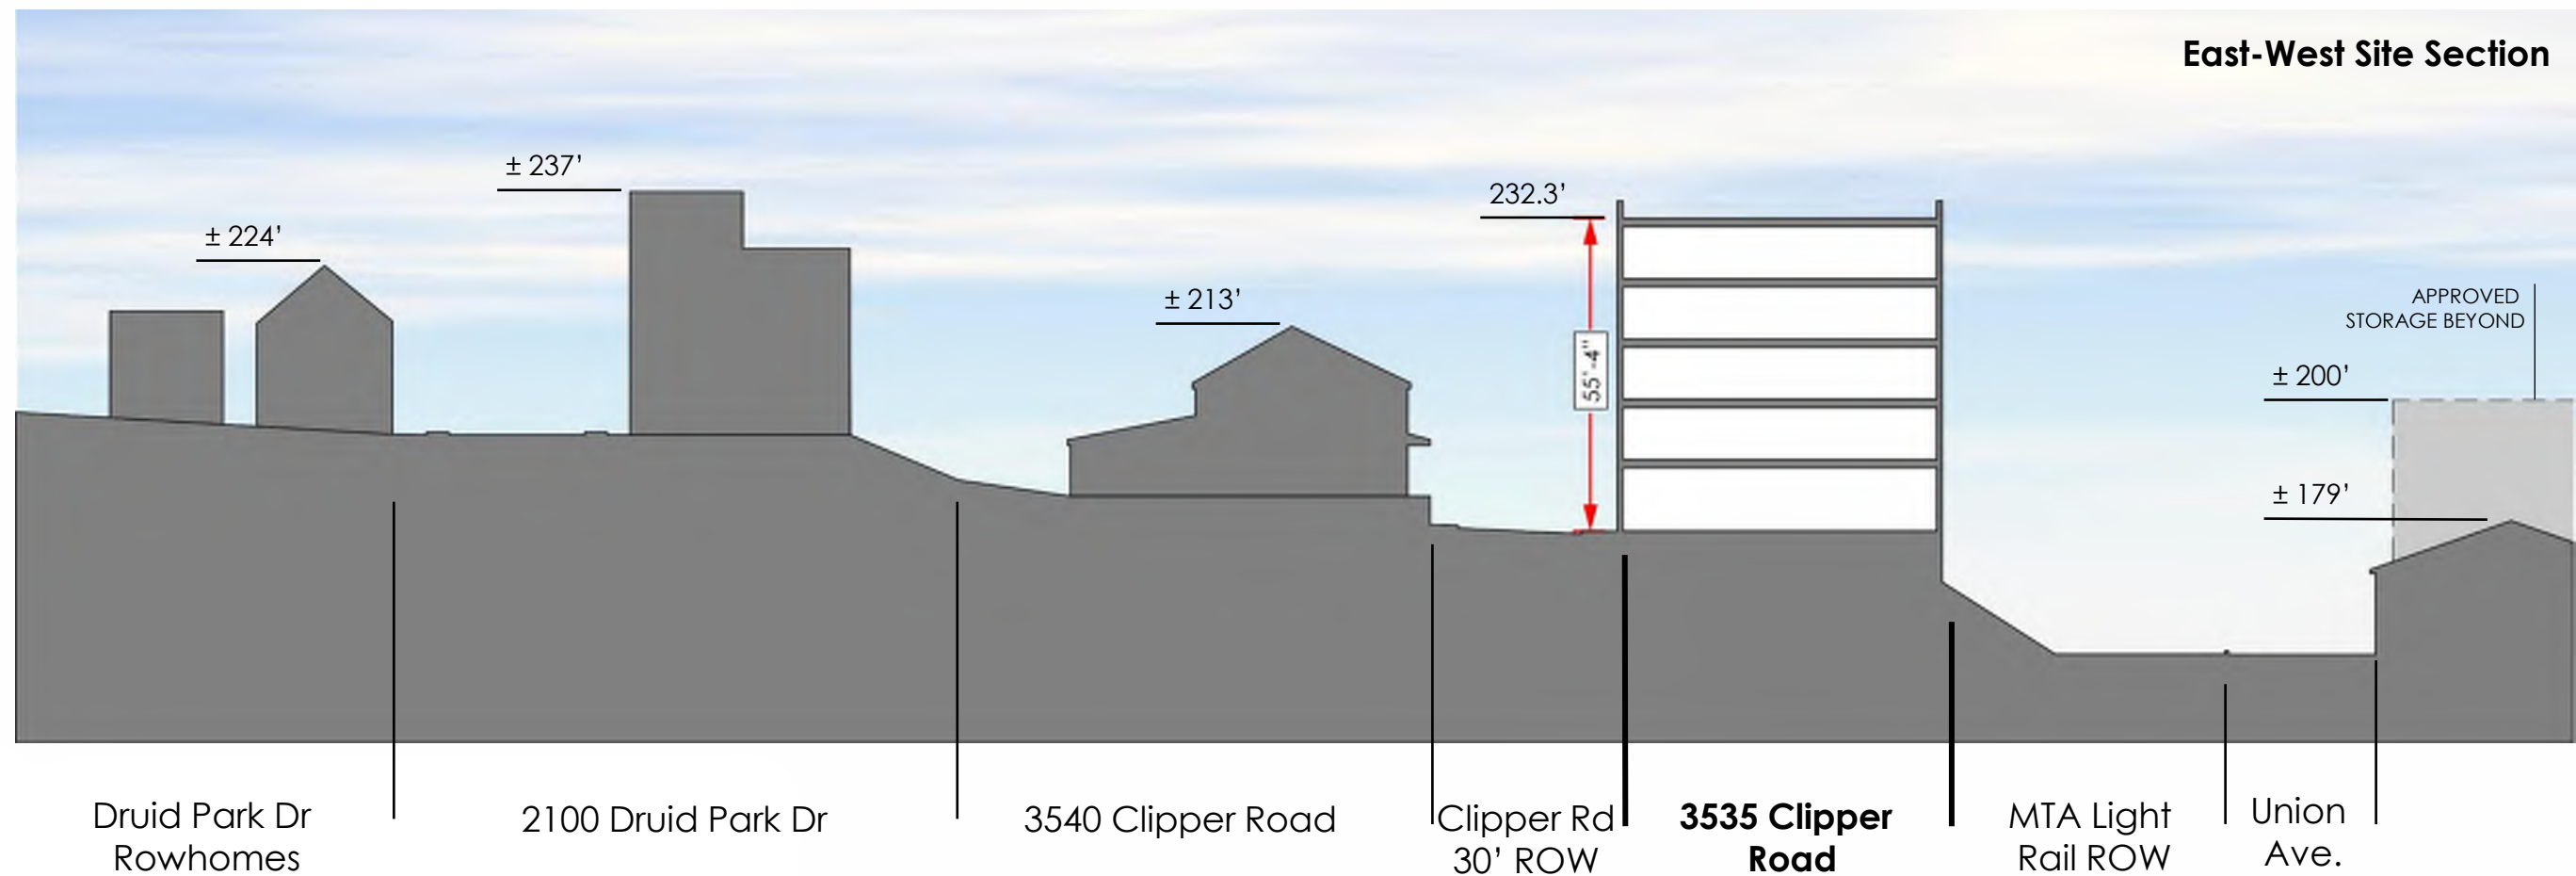 East-West Site Section
± 237’
232.3’
± 224’
± 213’
APPROVED
STORAGE BEYOND
55'-4"
± 200’
± 179’
Druid Park Dr
Rowhomes
2100 Druid Park Dr
3540 Clipper Road
Clipper Rd
30’ ROW
3535 Clipper
Road
MTA Light
Rail ROW
Union
Ave.